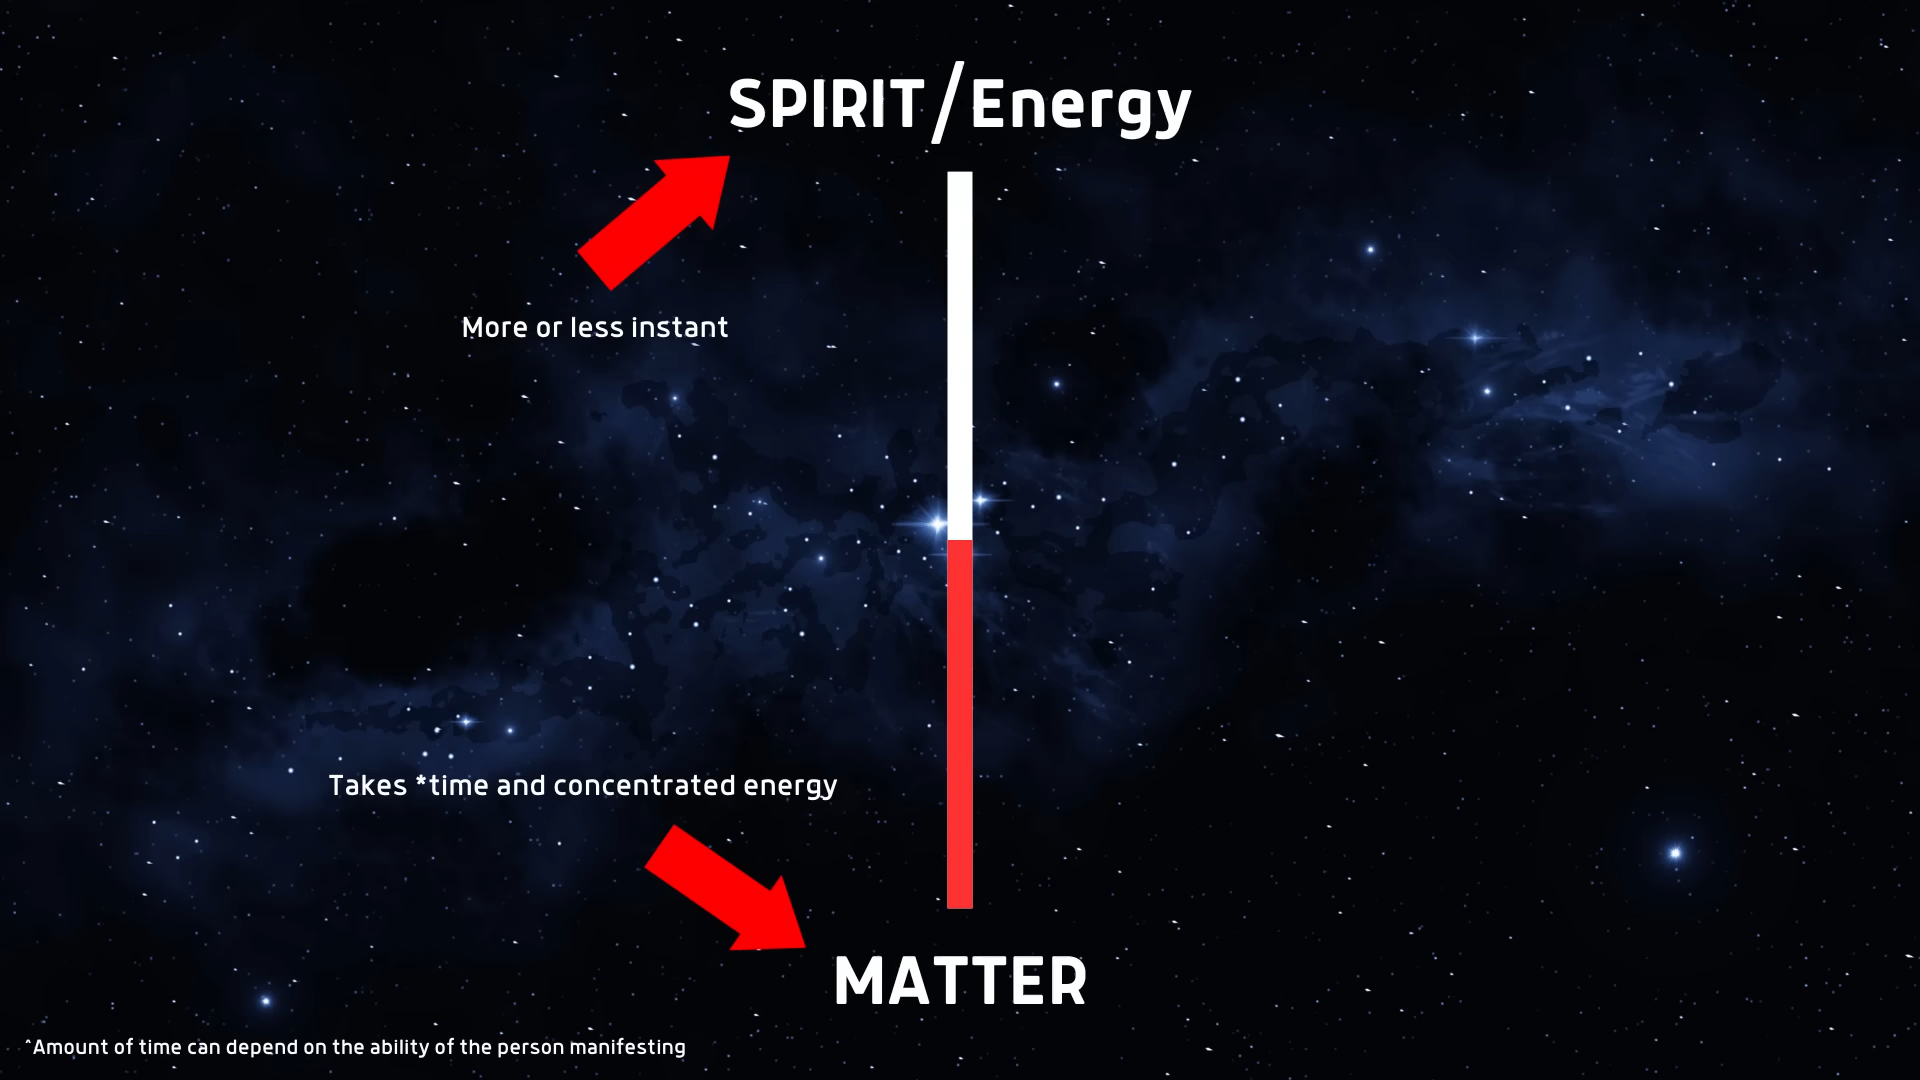 SPIRIT/Energy
More or less instant
Takes *time and concentrated energy
MATTER
*Amount of time can depend on the ability of the person manifesting